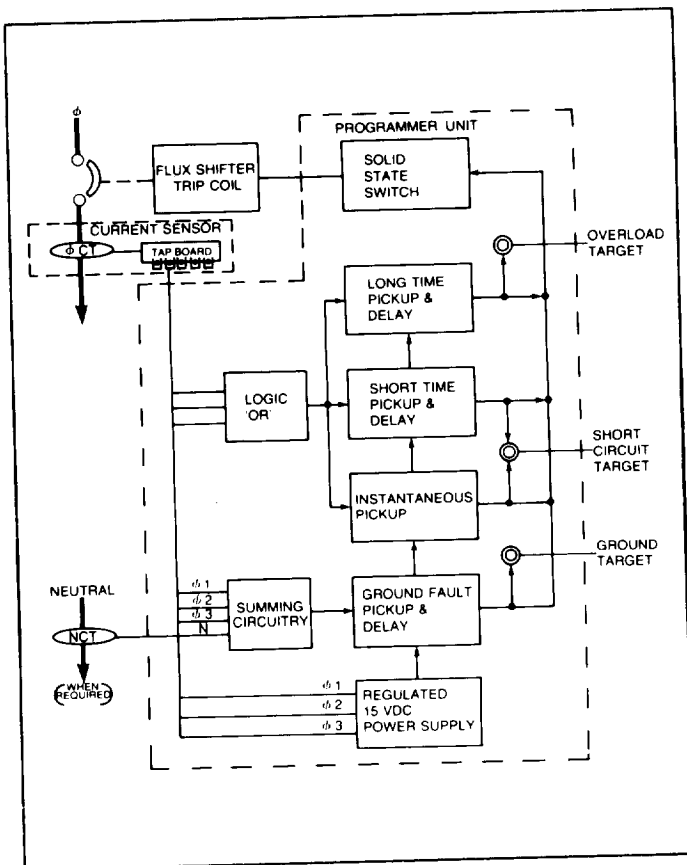 ɸ
PROGRAMMER UNIT
FLUX SHIFTER
TRIP COIL
SOLID
STATE
SWITCH
CURRENT SENSOR
ɸ CT
TAP BOARD
OVERLOAD
TARGET
LONG TIME
PICKUP &
DELAY
LOGIC
'OR'
SHORT TIME
PICKUP &
DELAY
SHORT
CIRCUIT
TARGET
INSTANTANEOUS
PICKUP
GROUND
TARGET
NEUTRAL
NCT
(WHEN
REQUIRED)
ɸ 1
ɸ 2
ɸ 3
N
SUMMING
CIRCUITRY
GROUND FAULT
PICKUP &
DELAY
ɸ 1
ɸ 2
ɸ 3
REGULATED
15 VDC
POWER SUPPLY